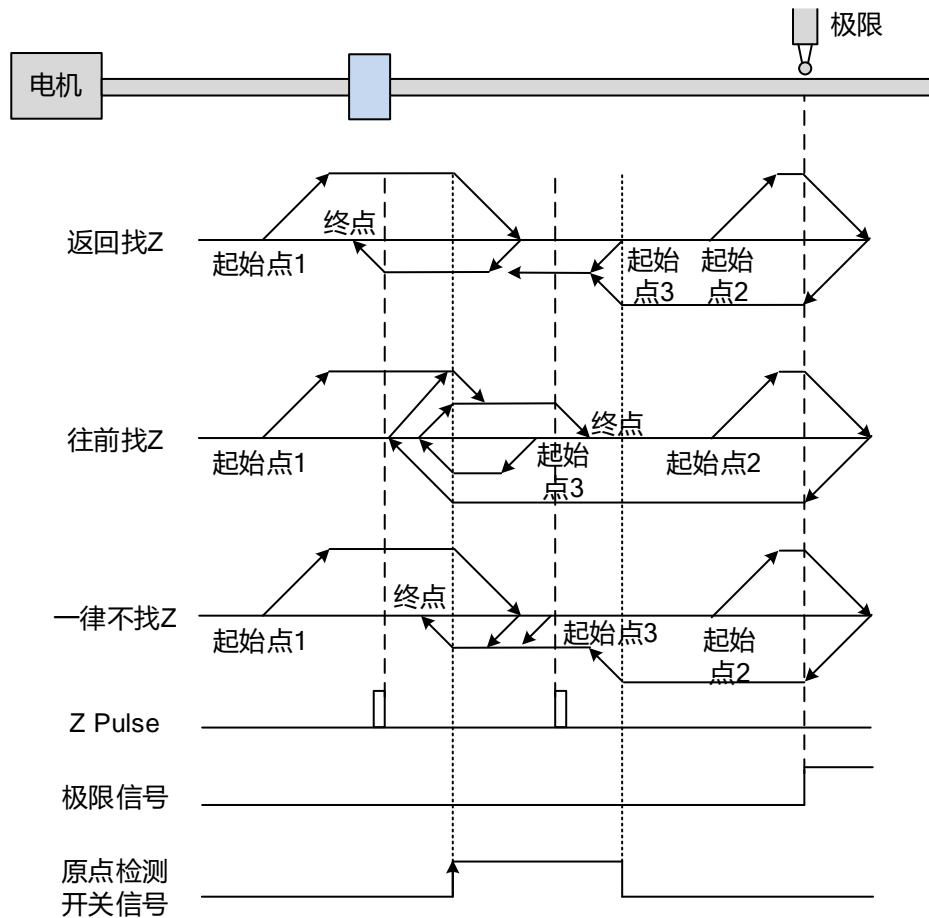 极限
电机
返回找Z
起始点1
终点
起始
点3
起始
点2
往前找Z
起始点1
终点
起始
点3
起始点2
一律不找Z
起始点1
终点
起始点3
起始
点2
Z Pulse
极限信号
原点检测
开关信号